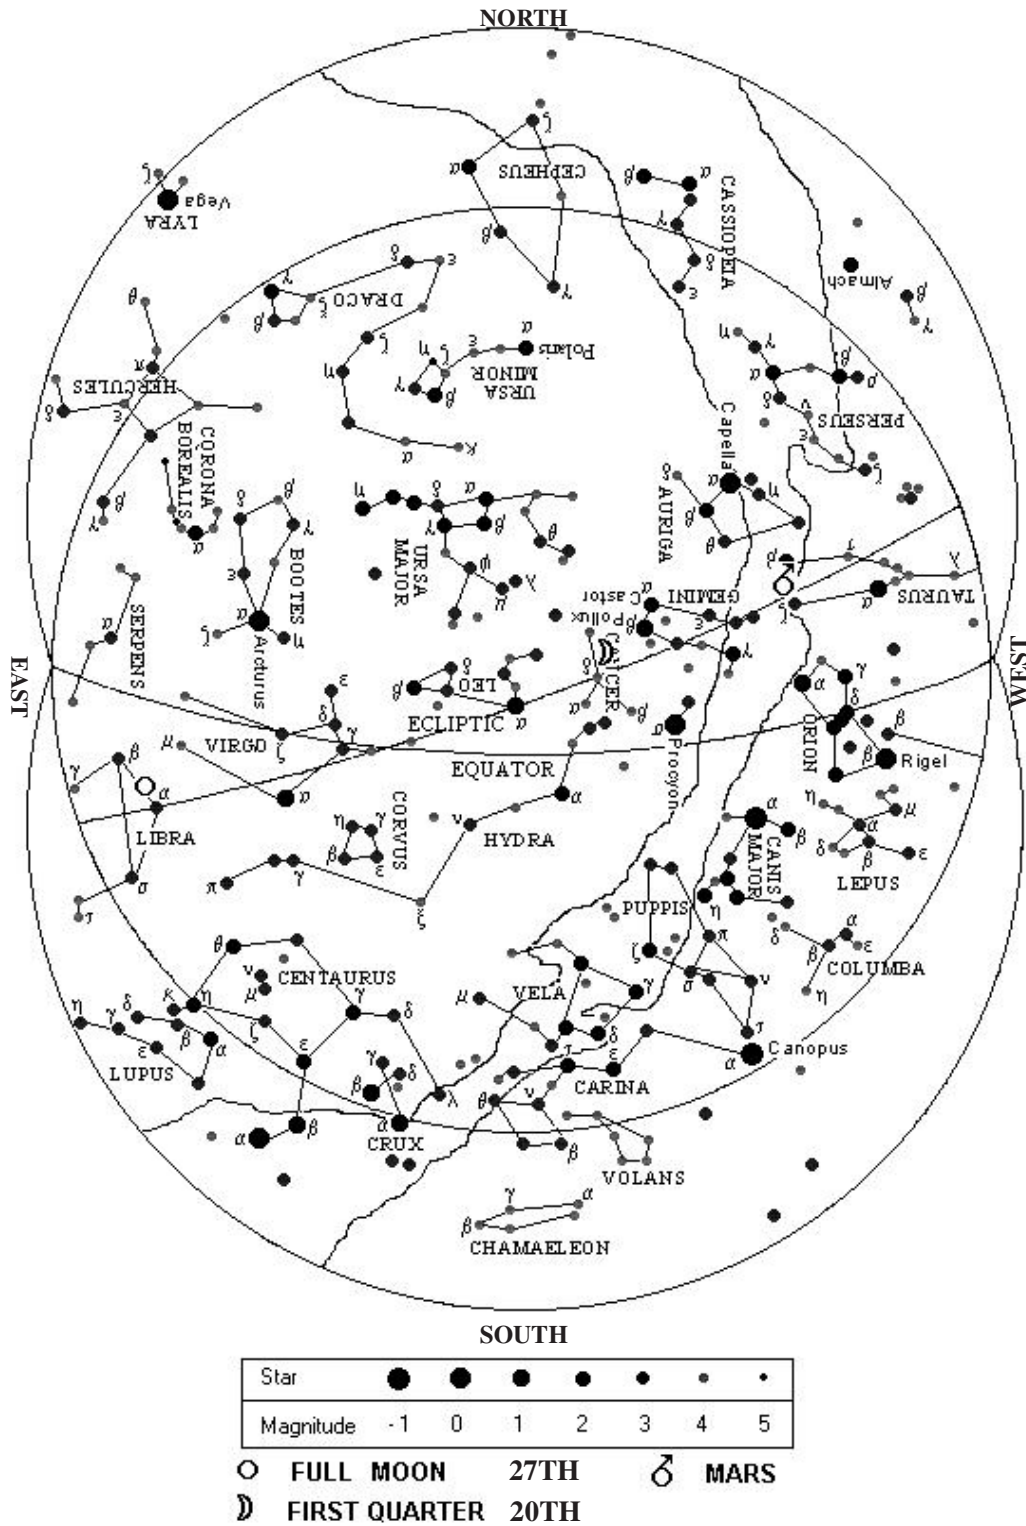 NORTH
ζ
α
CEPHEUS
β
γ
β
α
CASSIOPEIA
γ
δ
ε
ζ
Vega
LYRA
Almach
β
γ
θ
γ
β
ξ
DRACO
δ
ε
ζ
η
α
κ
α
Polaris
ε
ζ
η
URSA
MINOR
γ
β
η
γ
α
β
ρ
δ
ν
ε
ζ
PERSEUS
π
HERCULES
δ
ε
β
γ
CORONA
BOREALIS
α
δ
β
γ
BOOTES
ε
α
ζ
η
Arcturus
η
δ
α
γ
β
URSA
MAJOR
θ
ψ
λ
μ
Capella
α
η
δ
β
θ
AURIGA
β
τ
λ
ζ
α
TAURUS
SERPENS
α
α
Castor
GEMINI
β
Pollux
ε
γ
δ
CANCER
α
β
EAST
WEST
δ
β
LEO
α
ECLIPTIC
ε
δ
γ
VIRGO
ζ
μ
α
EQUATOR
α
Procyon
α
γ
δ
ORION
β
β
Rigel
β
γ
α
LIBRA
σ
τ
CORVUS
η
γ
β
ε
ν
HYDRA
α
π
γ
ξ
α
β
CANIS
MAJOR
η
η
μ
α
δ
β
ε
LEPUS
PUPPIS
π
ζ
σ
ν
τ
δ
α
β
ε
COLUMBA
η
θ
ν
CENTAURUS
μ
κ
η
γ
δ
ζ
ε
λ
β
α
η
γ
δ
β
α
ε
LUPUS
μ
VELA
γ
δ
Canopus
α
τ
ε
CARINA
θ
ν
β
γ
δ
β
α
CRUX
VOLANS
γ
α
β
CHAMAELEON
SOUTH
Star
Magnitude -1 0 1 2 3 4 5
FULL MOON 27TH MARS
FIRST QUARTER 20TH